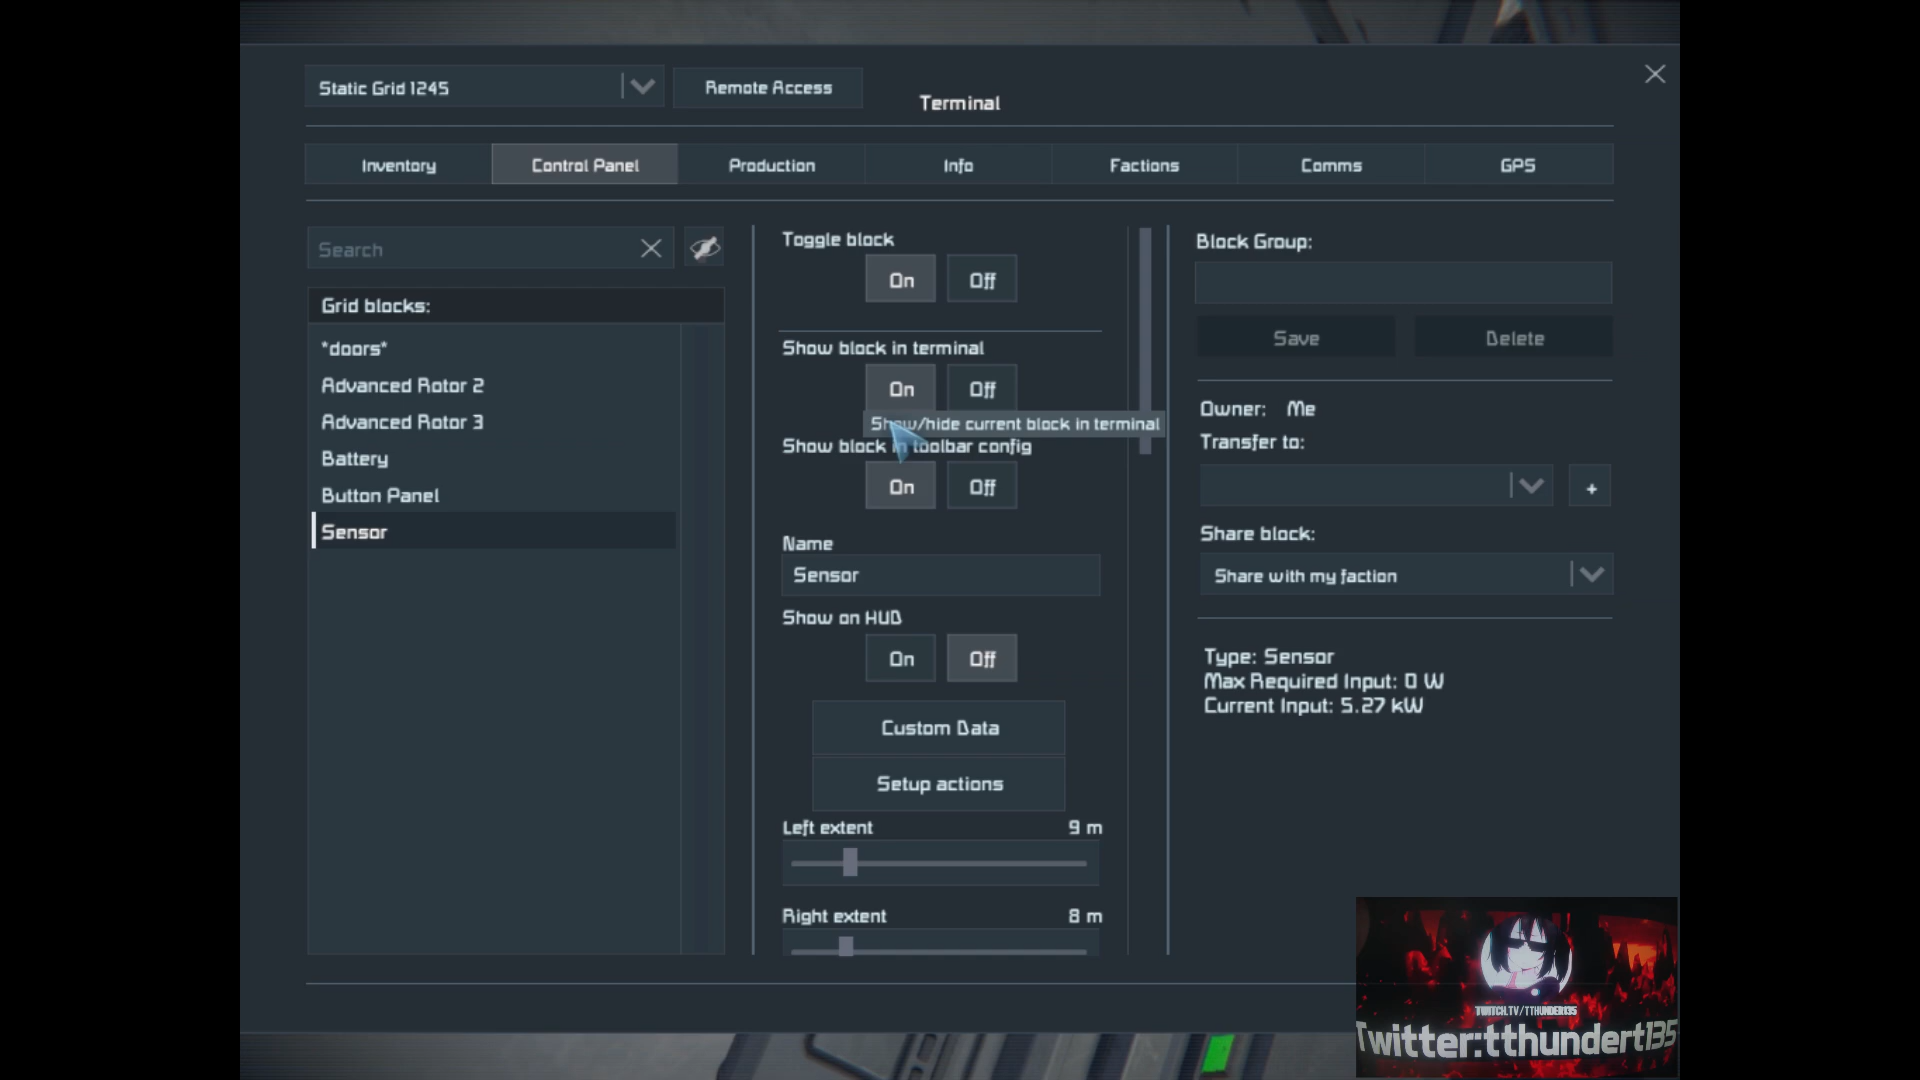 Static Grid 1245
Remote Access
Terminal
Inventory
Control Panel
Production
Info
Factions
Comms
GPS
Search
Grid blocks:
*doors*
Advanced Rotor 2
Advanced Rotor 3
Battery
Button Panel
Sensor
Toggle block
On
Off
Show block in terminal
On
Off
Show/hide current block in terminal
Show block in toolbar config
On
Off
Name
Sensor
Show on HUD
On
Off
Custom Data
Setup actions
Left extent
9 m
Right extent
8 m
Block Group:
Save
Delete
Owner: Me
Transfer to:
+
Share block:
Share with my faction
Type: Sensor
Max Required Input: 0 W
Current Input: 5.27 kW
TWITCH.TV/TTHUNDER135
Twitter:tthundert135